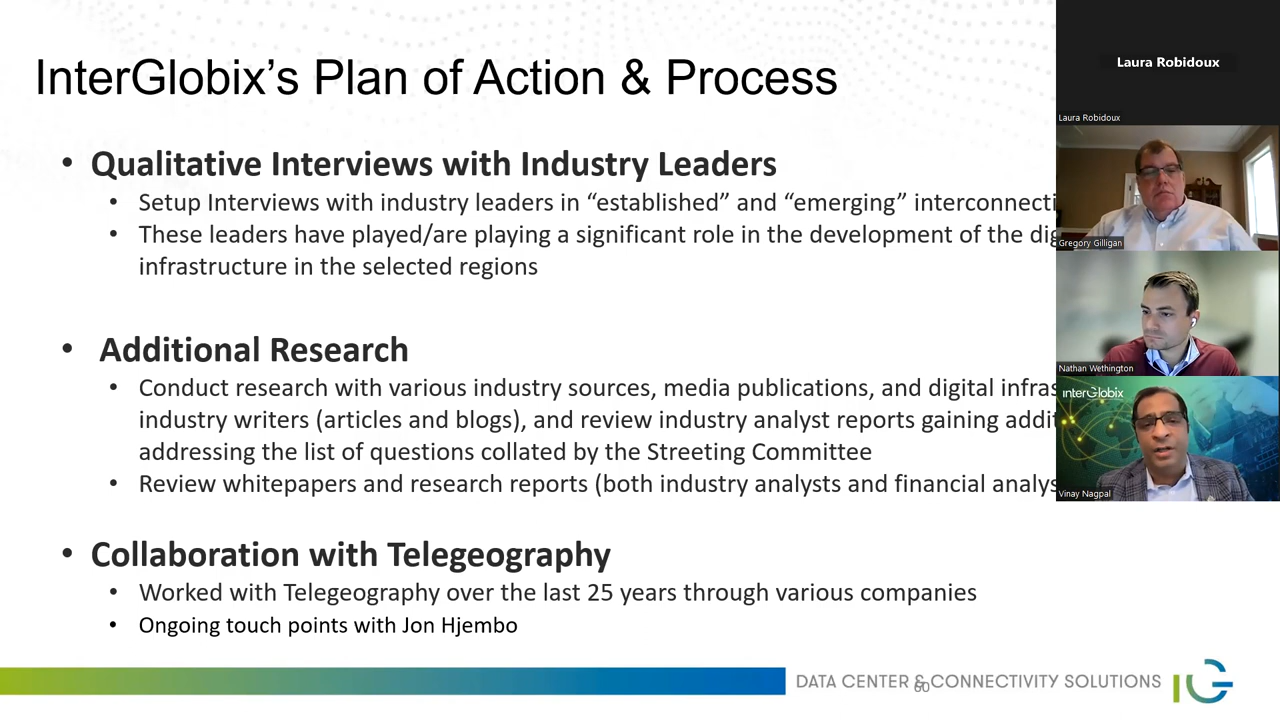 InterGlobix’s Plan of Action & Process
• Qualitative Interviews with Industry Leaders
• Setup Interviews with industry leaders in “established” and “emerging”
• These leaders have played/are playing a significant role in the development of the
infrastructure in the selected regions
• Additional Research
• Conduct research with various industry sources, media publications, and digital
industry writers (articles and blogs), and review industry analyst reports gaining
addressing the list of questions collated by the Streeting Committee
• Review whitepapers and research reports (both industry analysts and financial
• Collaboration with Telegeography
• Worked with Telegeography over the last 25 years through various companies
• Ongoing touch points with Jon Hjembo
DATA CENTER & CONNECTIVITY SOLUTIONS
60
IG
Laura Robidoux
Laura Robidoux
Gregory Gilligan
Nathan Wethington
InterGlobix
Vinay Nagpal